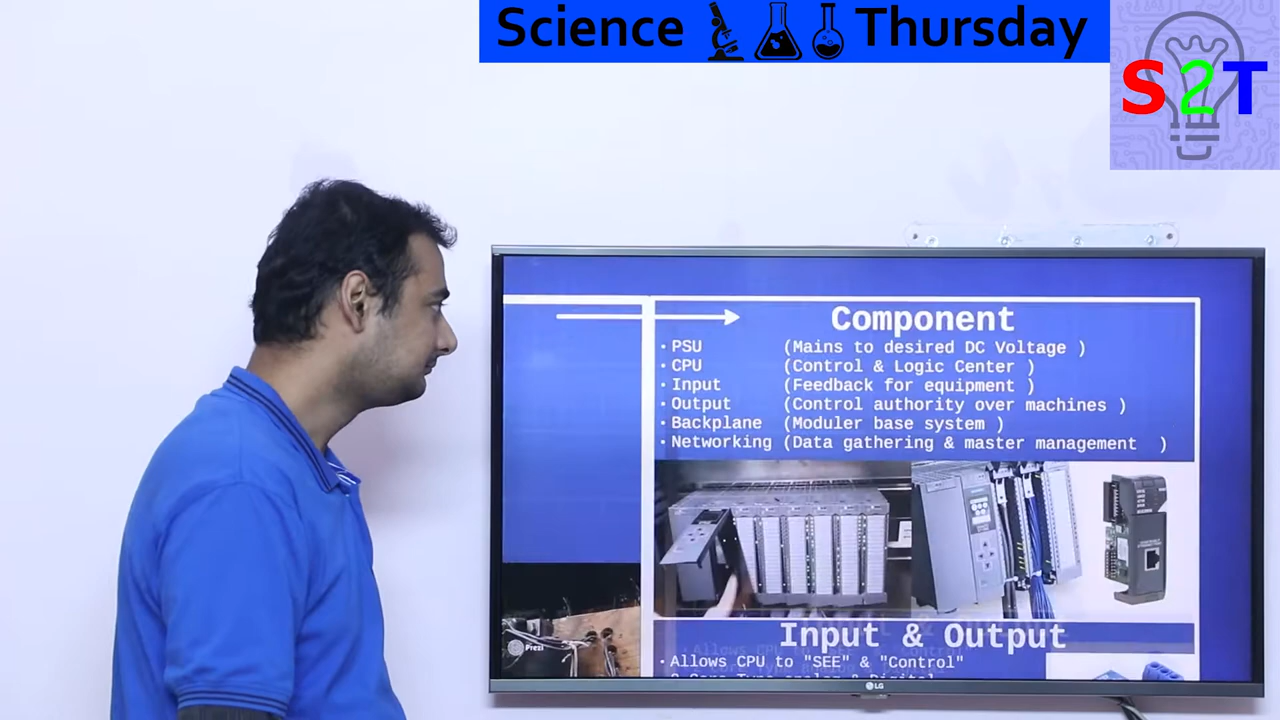 Science Thursday
S2T
Component
• PSU (Mains to desired DC Voltage )
• CPU (Control & Logic Center )
• Input (Feedback for equipment )
• Output (Control authority over machines )
• Backplane (Moduler base system )
• Networking (Data gathering & master management )
Input & Output
• Allows CPU to "SEE" & "Control"
Prezi
LG